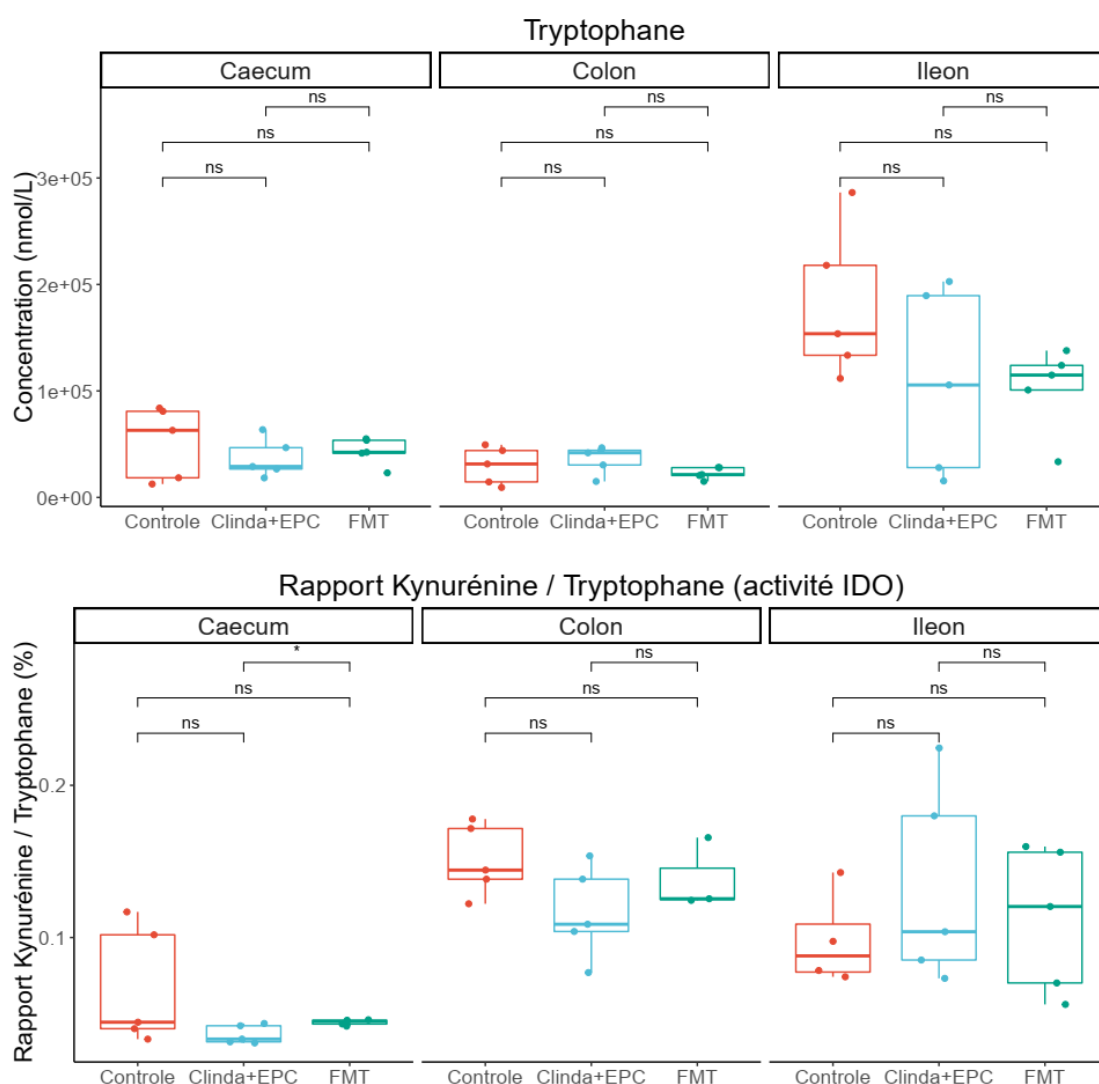 Tryptophane
Caecum Colon Ileon
ns ns ns
ns ns ns
ns ns ns
Concentration (nmol/L)
3e+05
2e+05
1e+05
0e+00
Controle Clinda+EPC FMT Controle Clinda+EPC FMT Controle Clinda+EPC FMT
Rapport Kynurénine / Tryptophane (activité IDO)
Caecum Colon Ileon
* ns ns
ns ns ns
ns ns ns
Rapport Kynurénine / Tryptophane (%)
0.2
0.1
Controle Clinda+EPC FMT Controle Clinda+EPC FMT Controle Clinda+EPC FMT